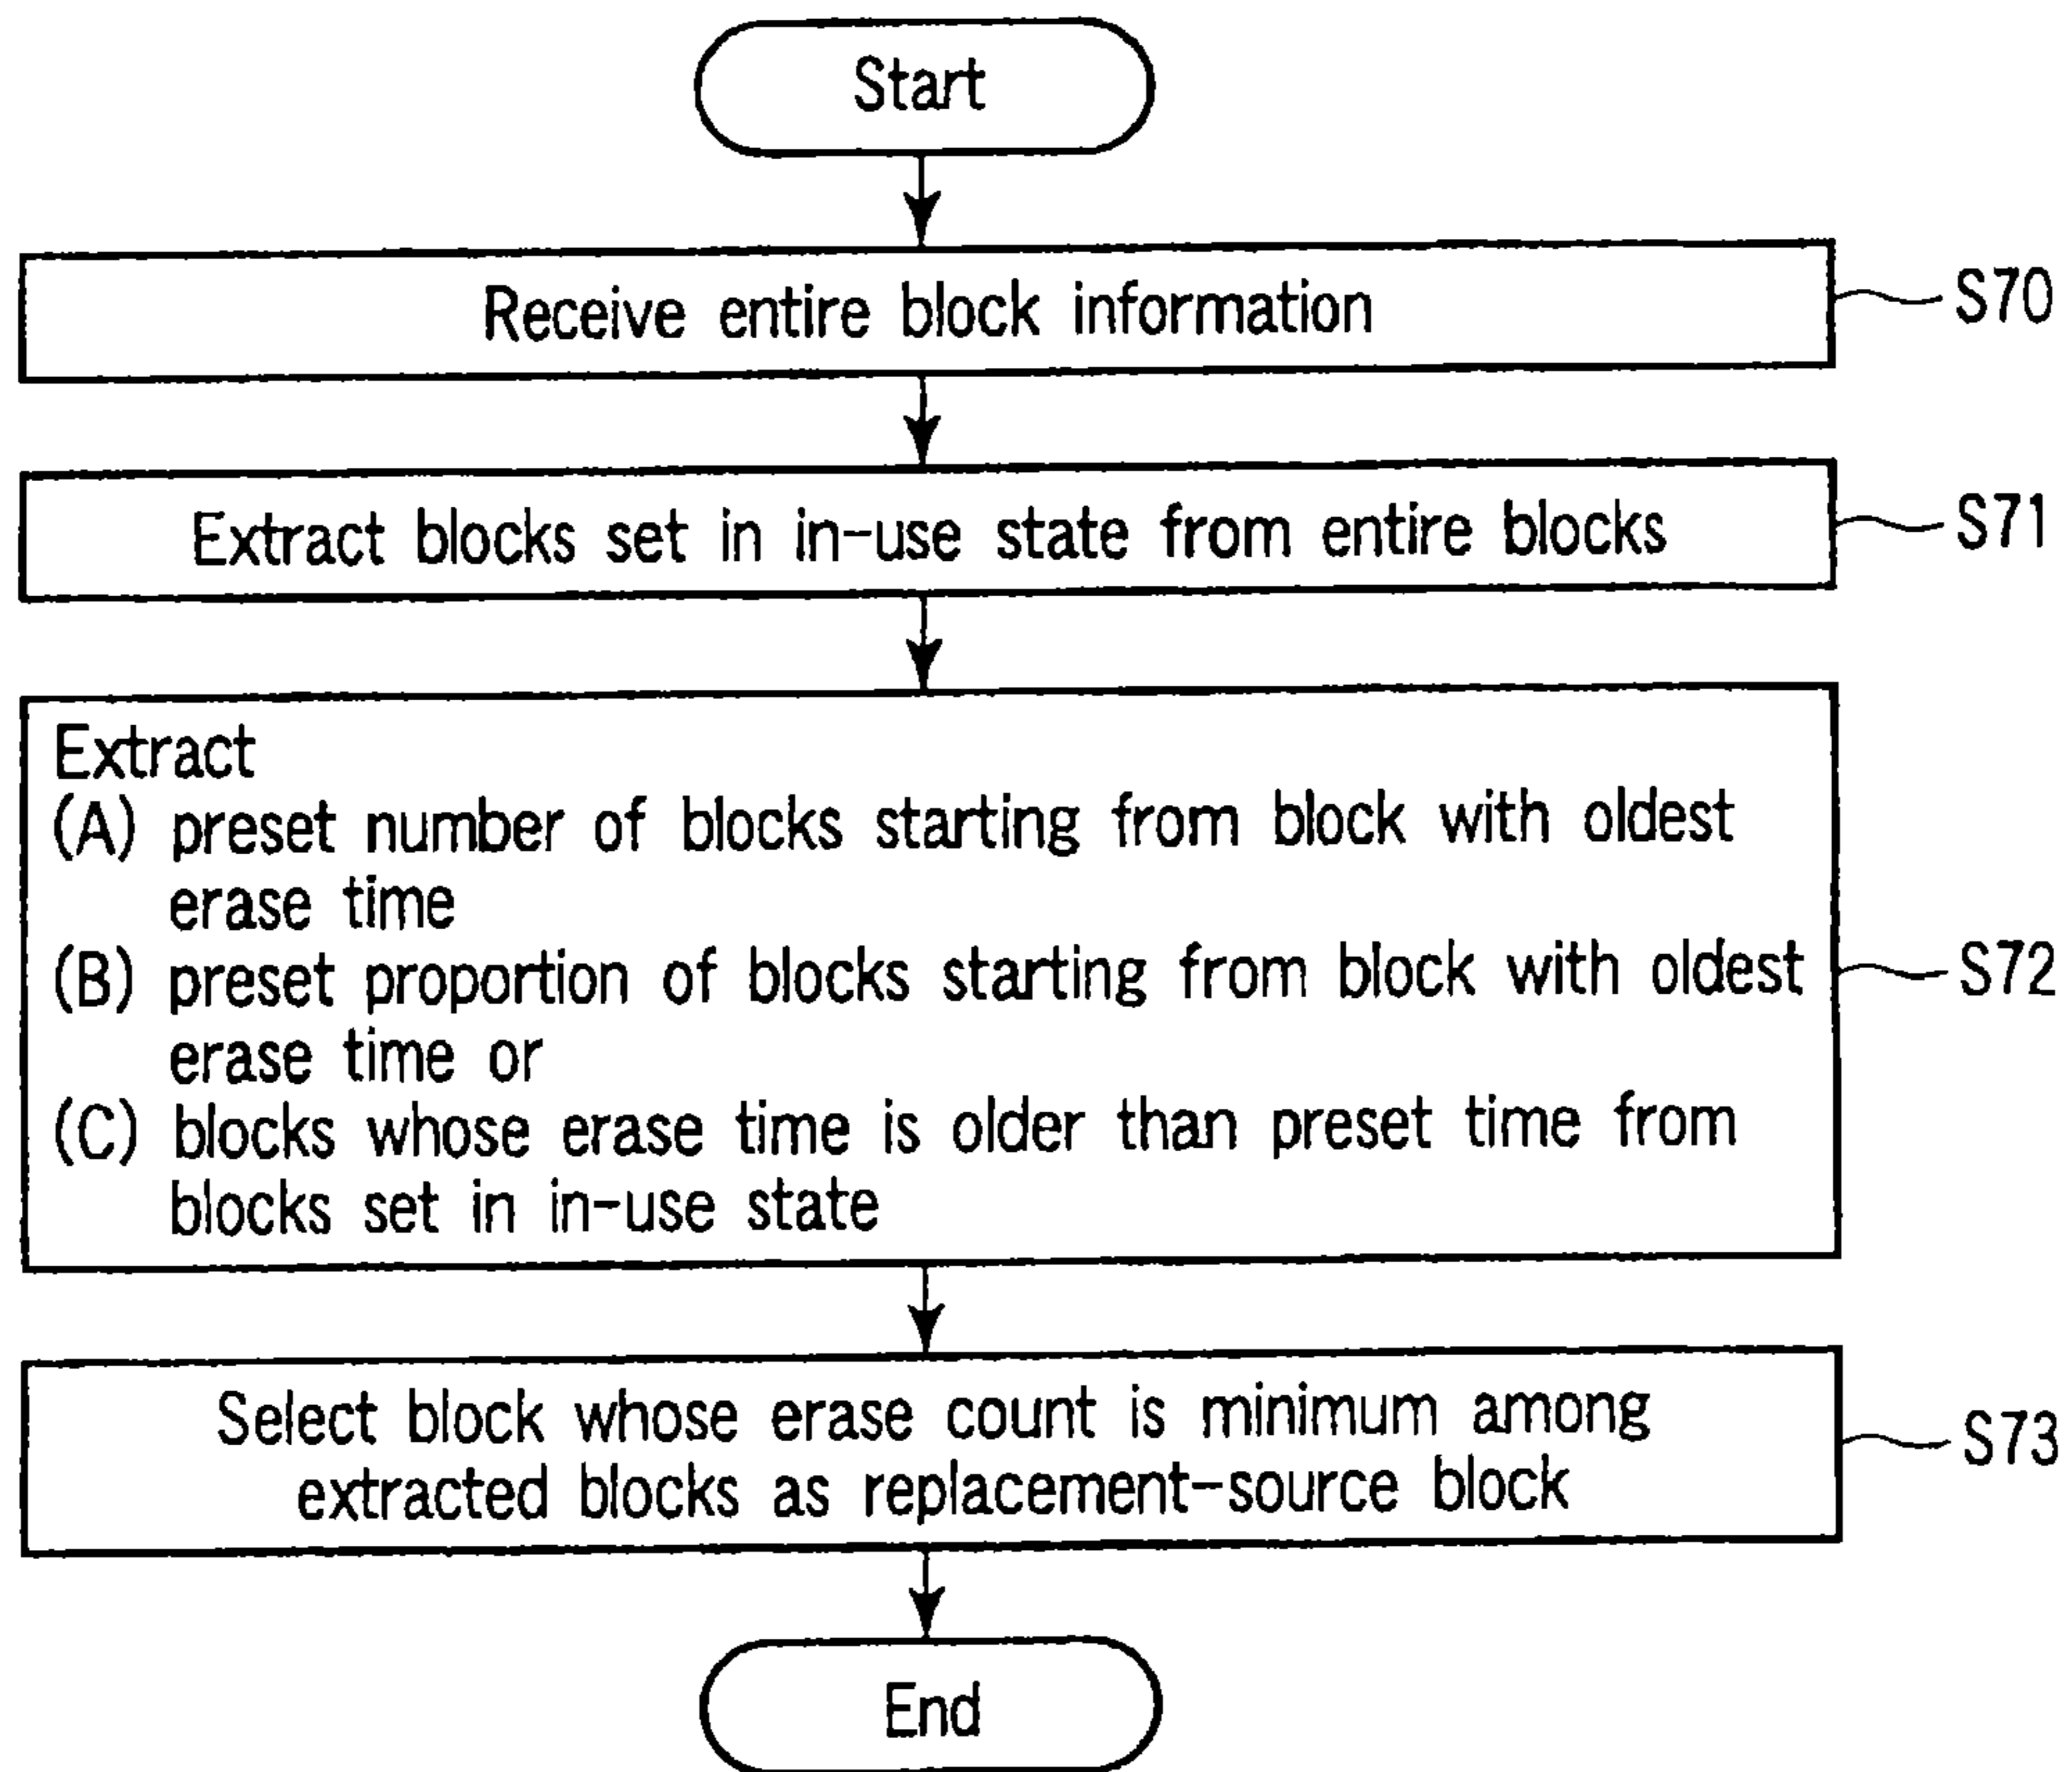 Start
Receive entire block information
S70
Extract blocks set in in-use state from entire blocks
S71
Extract
(A) preset number of blocks starting from block with oldest
erase time
(B) preset proportion of blocks starting from block with oldest
erase time or
(C) blocks whose erase time is older than preset time from
blocks set in in-use state
S72
Select block whose erase count is minimum among
extracted blocks as replacement-source block
S73
End